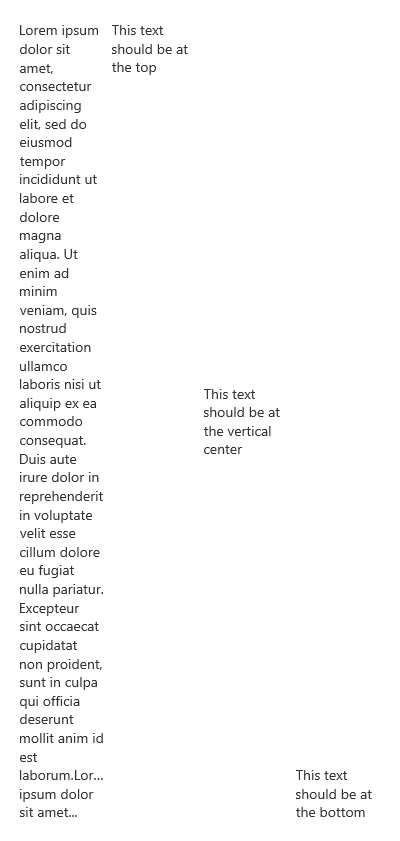 Lorem ipsum
dolor sit
amet,
consectetur
adipiscing
elit, sed do
eiusmod
tempor
incididunt ut
labore et
dolore
magna
aliqua. Ut
enim ad
minim
veniam, quis
nostrud
exercitation
ullamco
laboris nisi ut
aliquip ex ea
commodo
consequat.
Duis aute
irure dolor in
reprehenderit
in voluptate
velit esse
cillum dolore
eu fugiat
nulla pariatur.
Excepteur
sint occaecat
cupidatat
non proident,
sunt in culpa
qui officia
deserunt
mollit anim id
est
laborum.Lor...
ipsum dolor
sit amet...
This text
should be at
the top
This text
should be at
the vertical
center
This text
should be at
the bottom